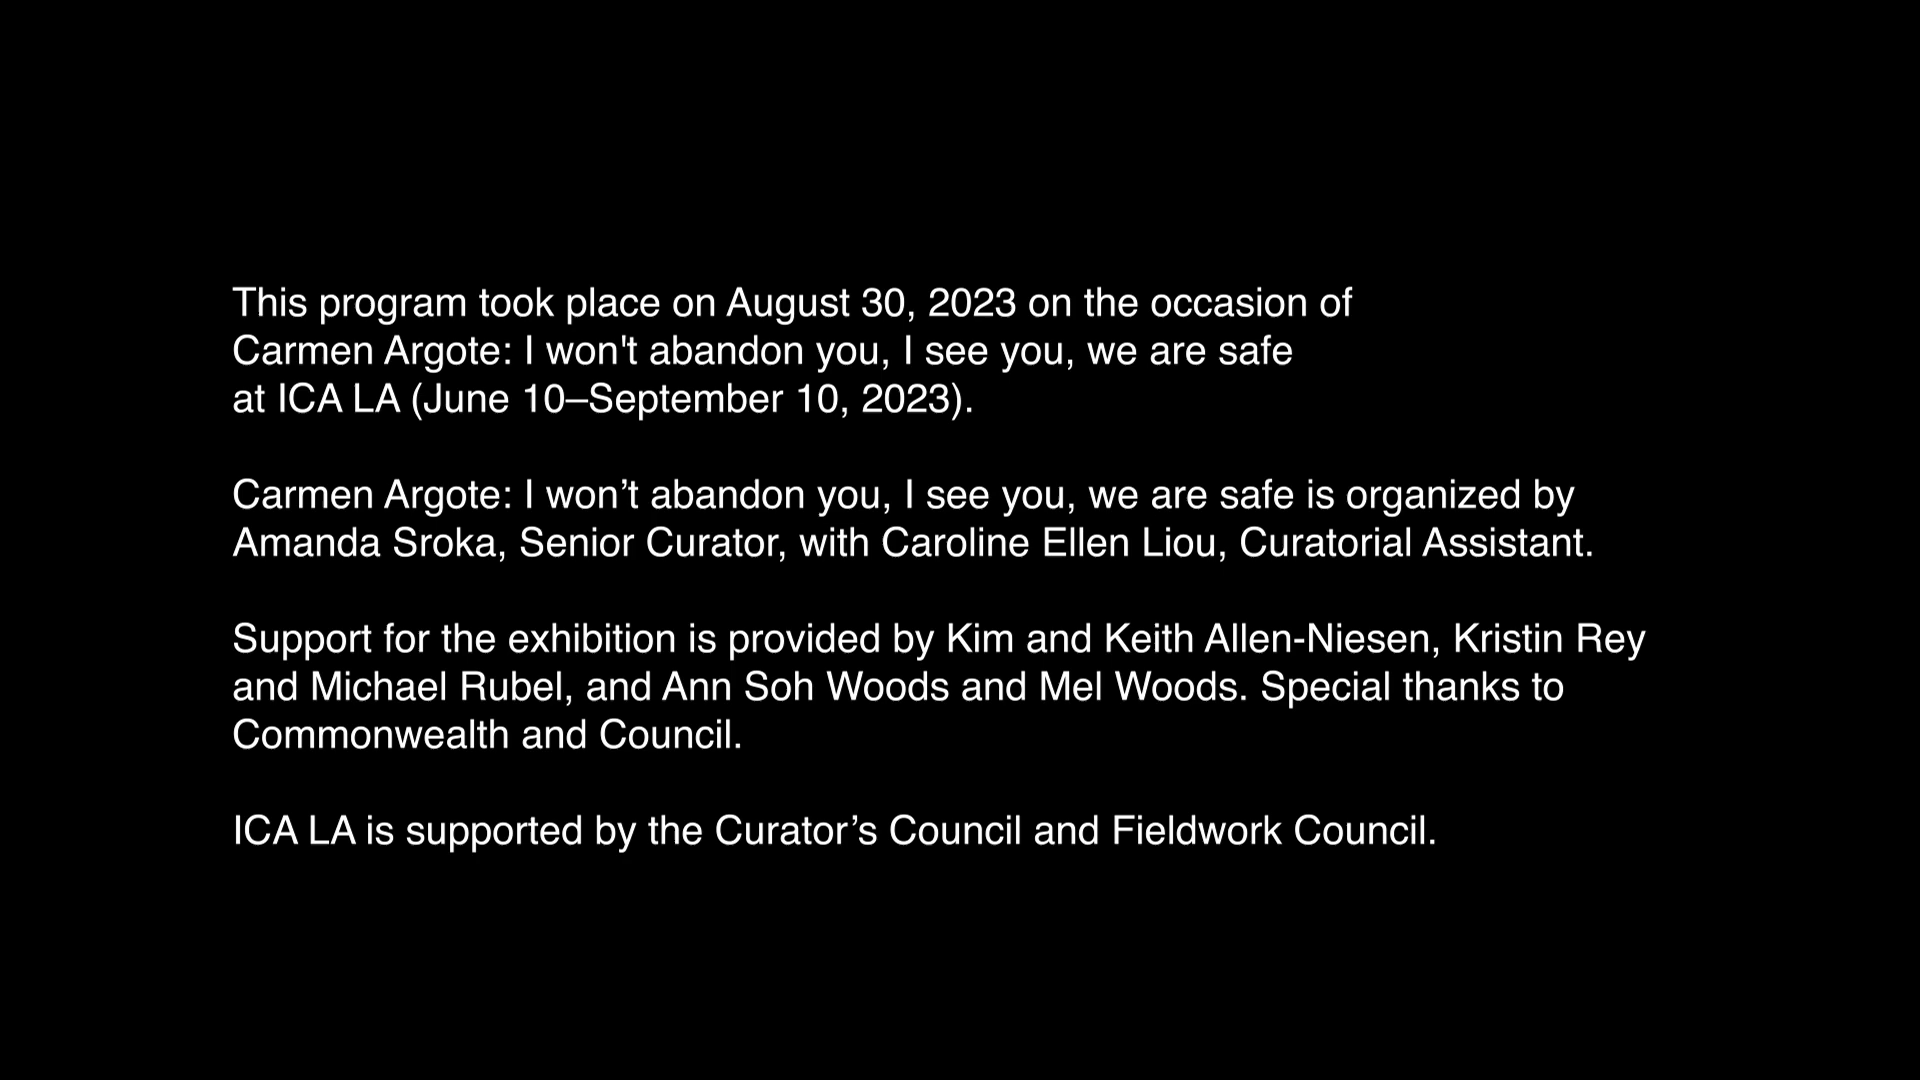 This program took place on August 30, 2023 on the occasion of
Carmen Argote: I won't abandon you, I see you, we are safe
at ICA LA (June 10–September 10, 2023).
Carmen Argote: I won’t abandon you, I see you, we are safe is organized by
Amanda Sroka, Senior Curator, with Caroline Ellen Liou, Curatorial Assistant.
Support for the exhibition is provided by Kim and Keith Allen-Niesen, Kristin Rey
and Michael Rubel, and Ann Soh Woods and Mel Woods. Special thanks to
Commonwealth and Council.
ICA LA is supported by the Curator’s Council and Fieldwork Council.